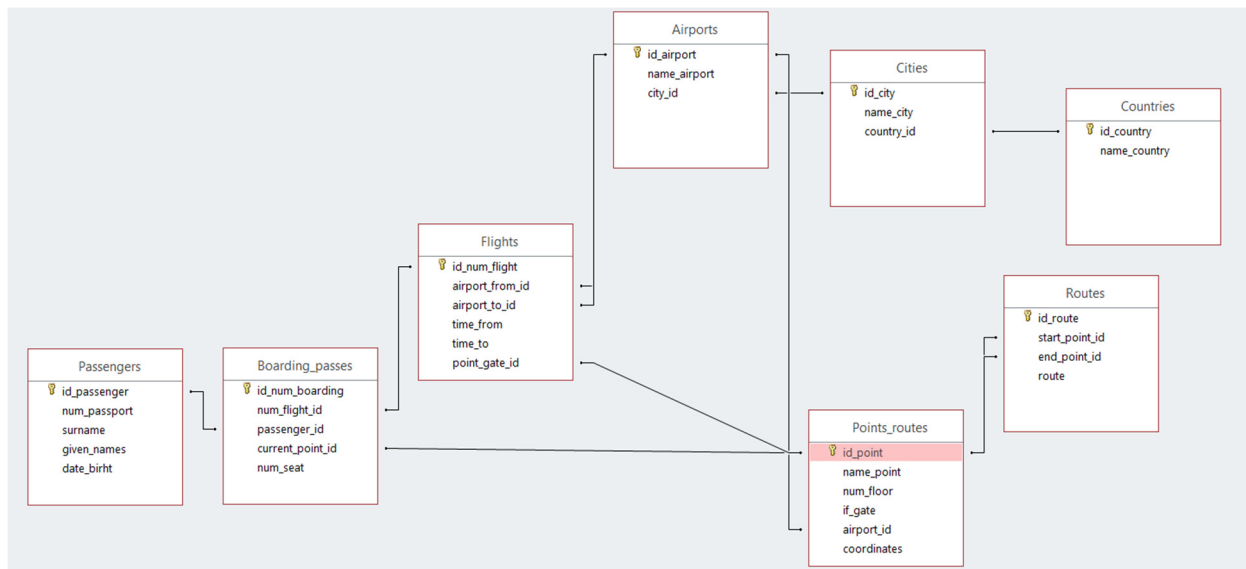 Airports
id_airport
name_airport
city_id
Cities
id_city
name_city
country_id
Countries
id_country
name_country
Flights
id_num_flight
airport_from_id
airport_to_id
time_from
time_to
point_gate_id
Routes
id_route
start_point_id
end_point_id
route
Passengers
id_passenger
num_passport
surname
given_names
date_birht
Boarding_passes
id_num_boarding
num_flight_id
passenger_id
current_point_id
num_seat
Points_routes
id_point
name_point
num_floor
if_gate
airport_id
coordinates